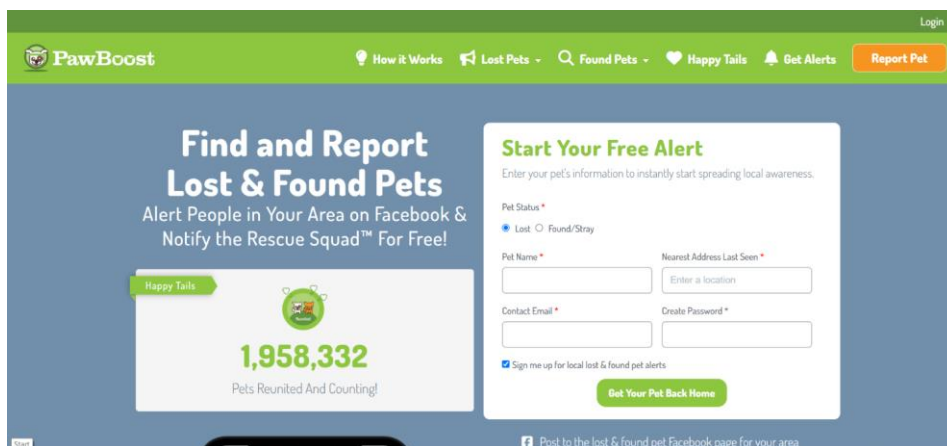 Login
PawBoost
How it Works
Lost Pets
Found Pets
Happy Tails
Get Alerts
Report Pet
Find and Report
Lost & Found Pets
Alert People in Your Area on Facebook &
Notify the Rescue Squad™ For Free!
Happy Tails
1,958,332
Pets Reunited And Counting!
Start Your Free Alert
Enter your pet's information to instantly start spreading local awareness.
Pet Status *
Lost
Found/Stray
Pet Name *
Nearest Address Last Seen *
Enter a location
Contact Email *
Create Password *
Sign me up for local lost & found pet alerts
Get Your Pet Back Home
Post to the lost & found pet Facebook page for your area
Start